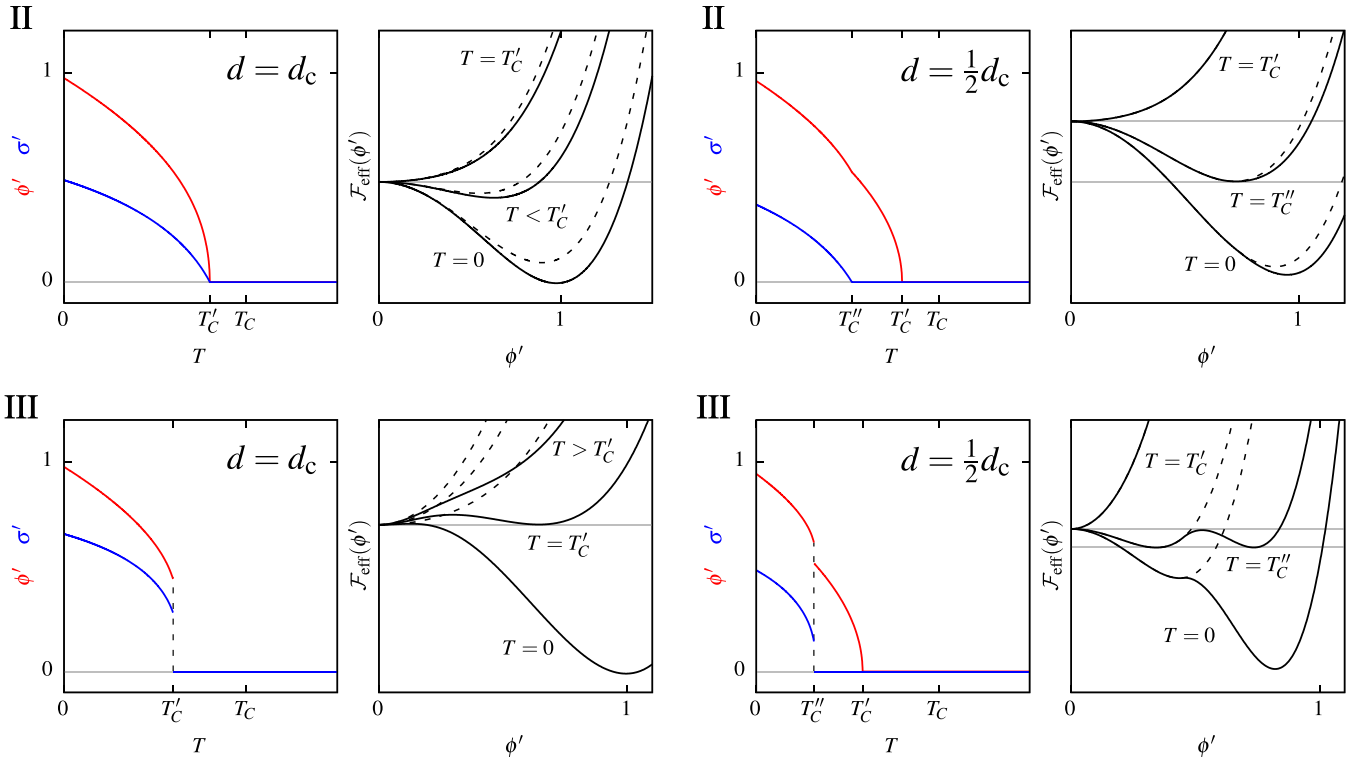 II
d = d_c
1
0
ϕ′ σ′
0 T′_C T_C
T
F_eff(ϕ′)
T = T′_C
T < T′_C
T = 0
0 1
ϕ′
II
d = ½d_c
1
0
ϕ′ σ′
0 T″_C T′_C T_C
T
F_eff(ϕ′)
T = T′_C
T = T″_C
T = 0
0 1
ϕ′
III
d = d_c
1
0
ϕ′ σ′
0 T′_C T_C
T
F_eff(ϕ′)
T > T′_C
T = T′_C
T = 0
0 1
ϕ′
III
d = ½d_c
1
0
ϕ′ σ′
0 T″_C T′_C T_C
T
F_eff(ϕ′)
T = T′_C
T = T″_C
T = 0
0 1
ϕ′